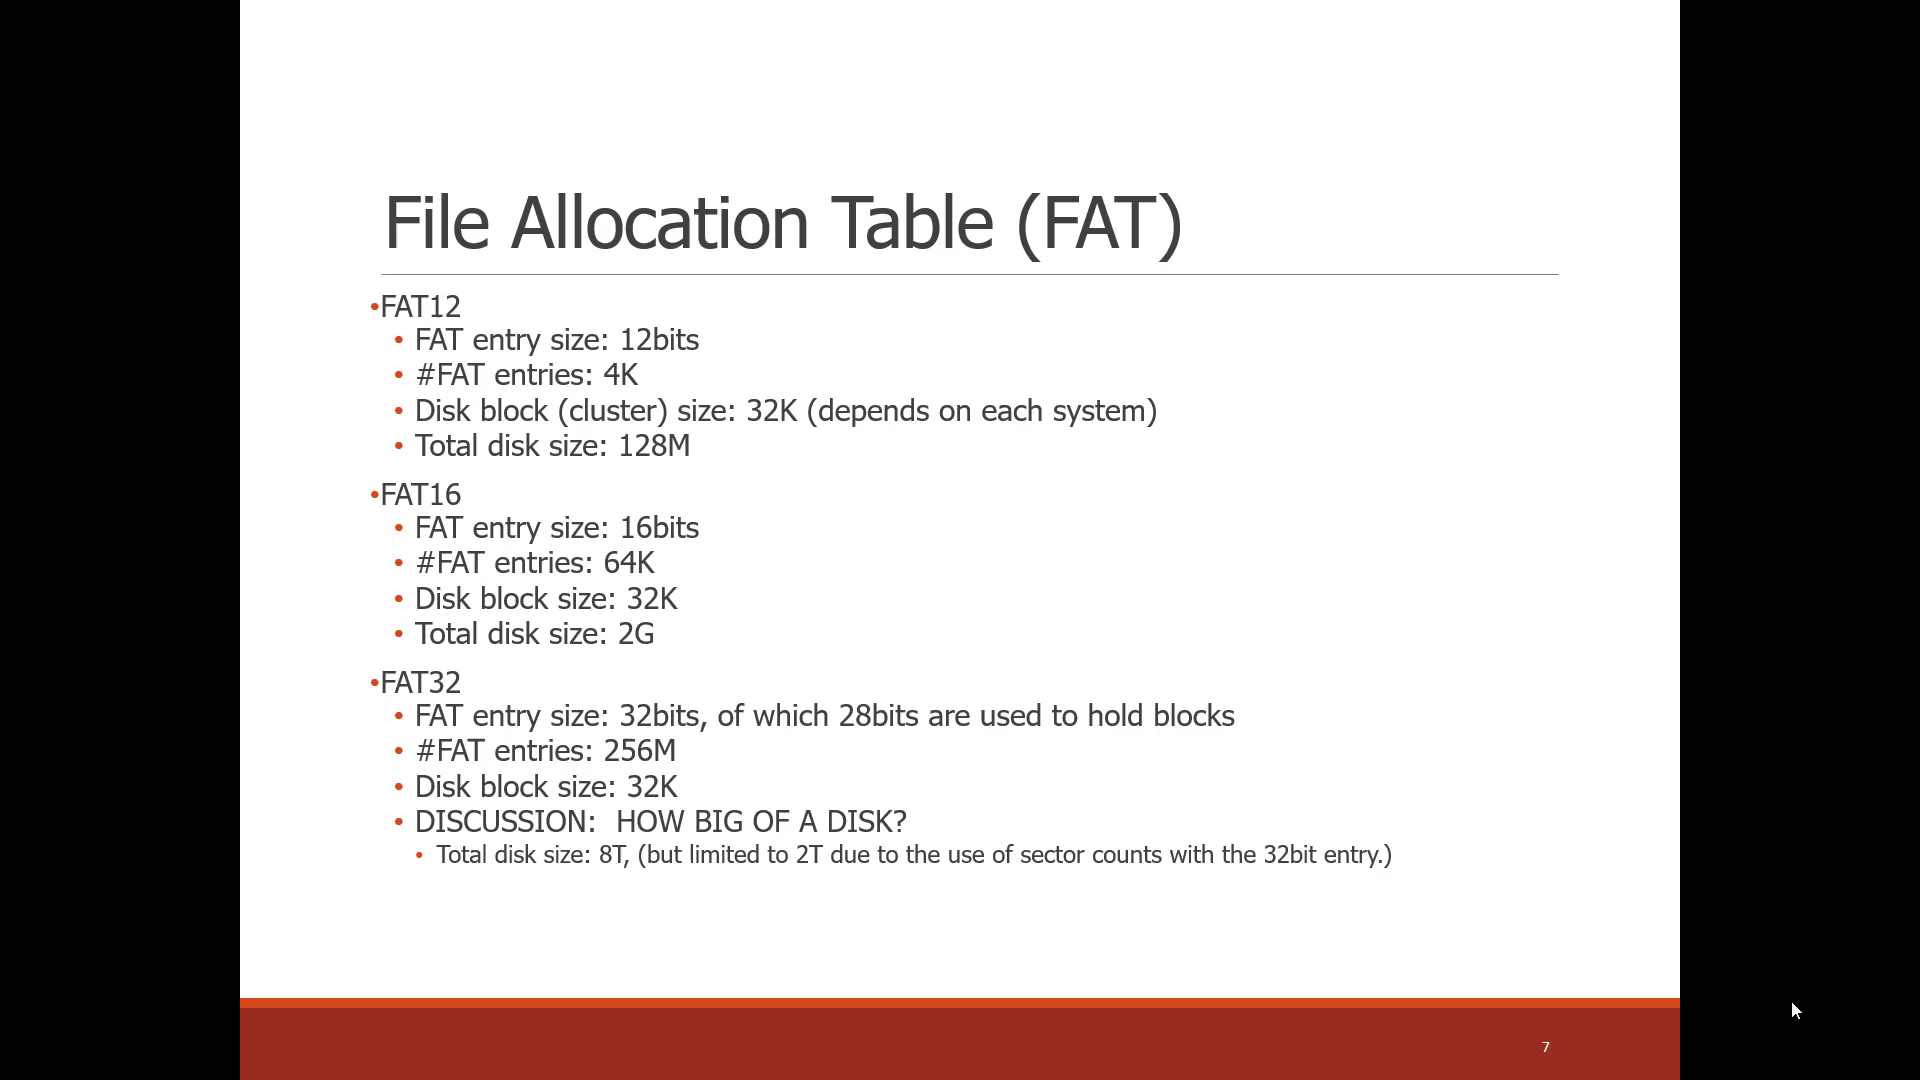 File Allocation Table (FAT)
•FAT12
• FAT entry size: 12bits
• #FAT entries: 4K
• Disk block (cluster) size: 32K (depends on each system)
• Total disk size: 128M
•FAT16
• FAT entry size: 16bits
• #FAT entries: 64K
• Disk block size: 32K
• Total disk size: 2G
•FAT32
• FAT entry size: 32bits, of which 28bits are used to hold blocks
• #FAT entries: 256M
• Disk block size: 32K
• DISCUSSION:  HOW BIG OF A DISK?
• Total disk size: 8T, (but limited to 2T due to the use of sector counts with the 32bit entry.)
7